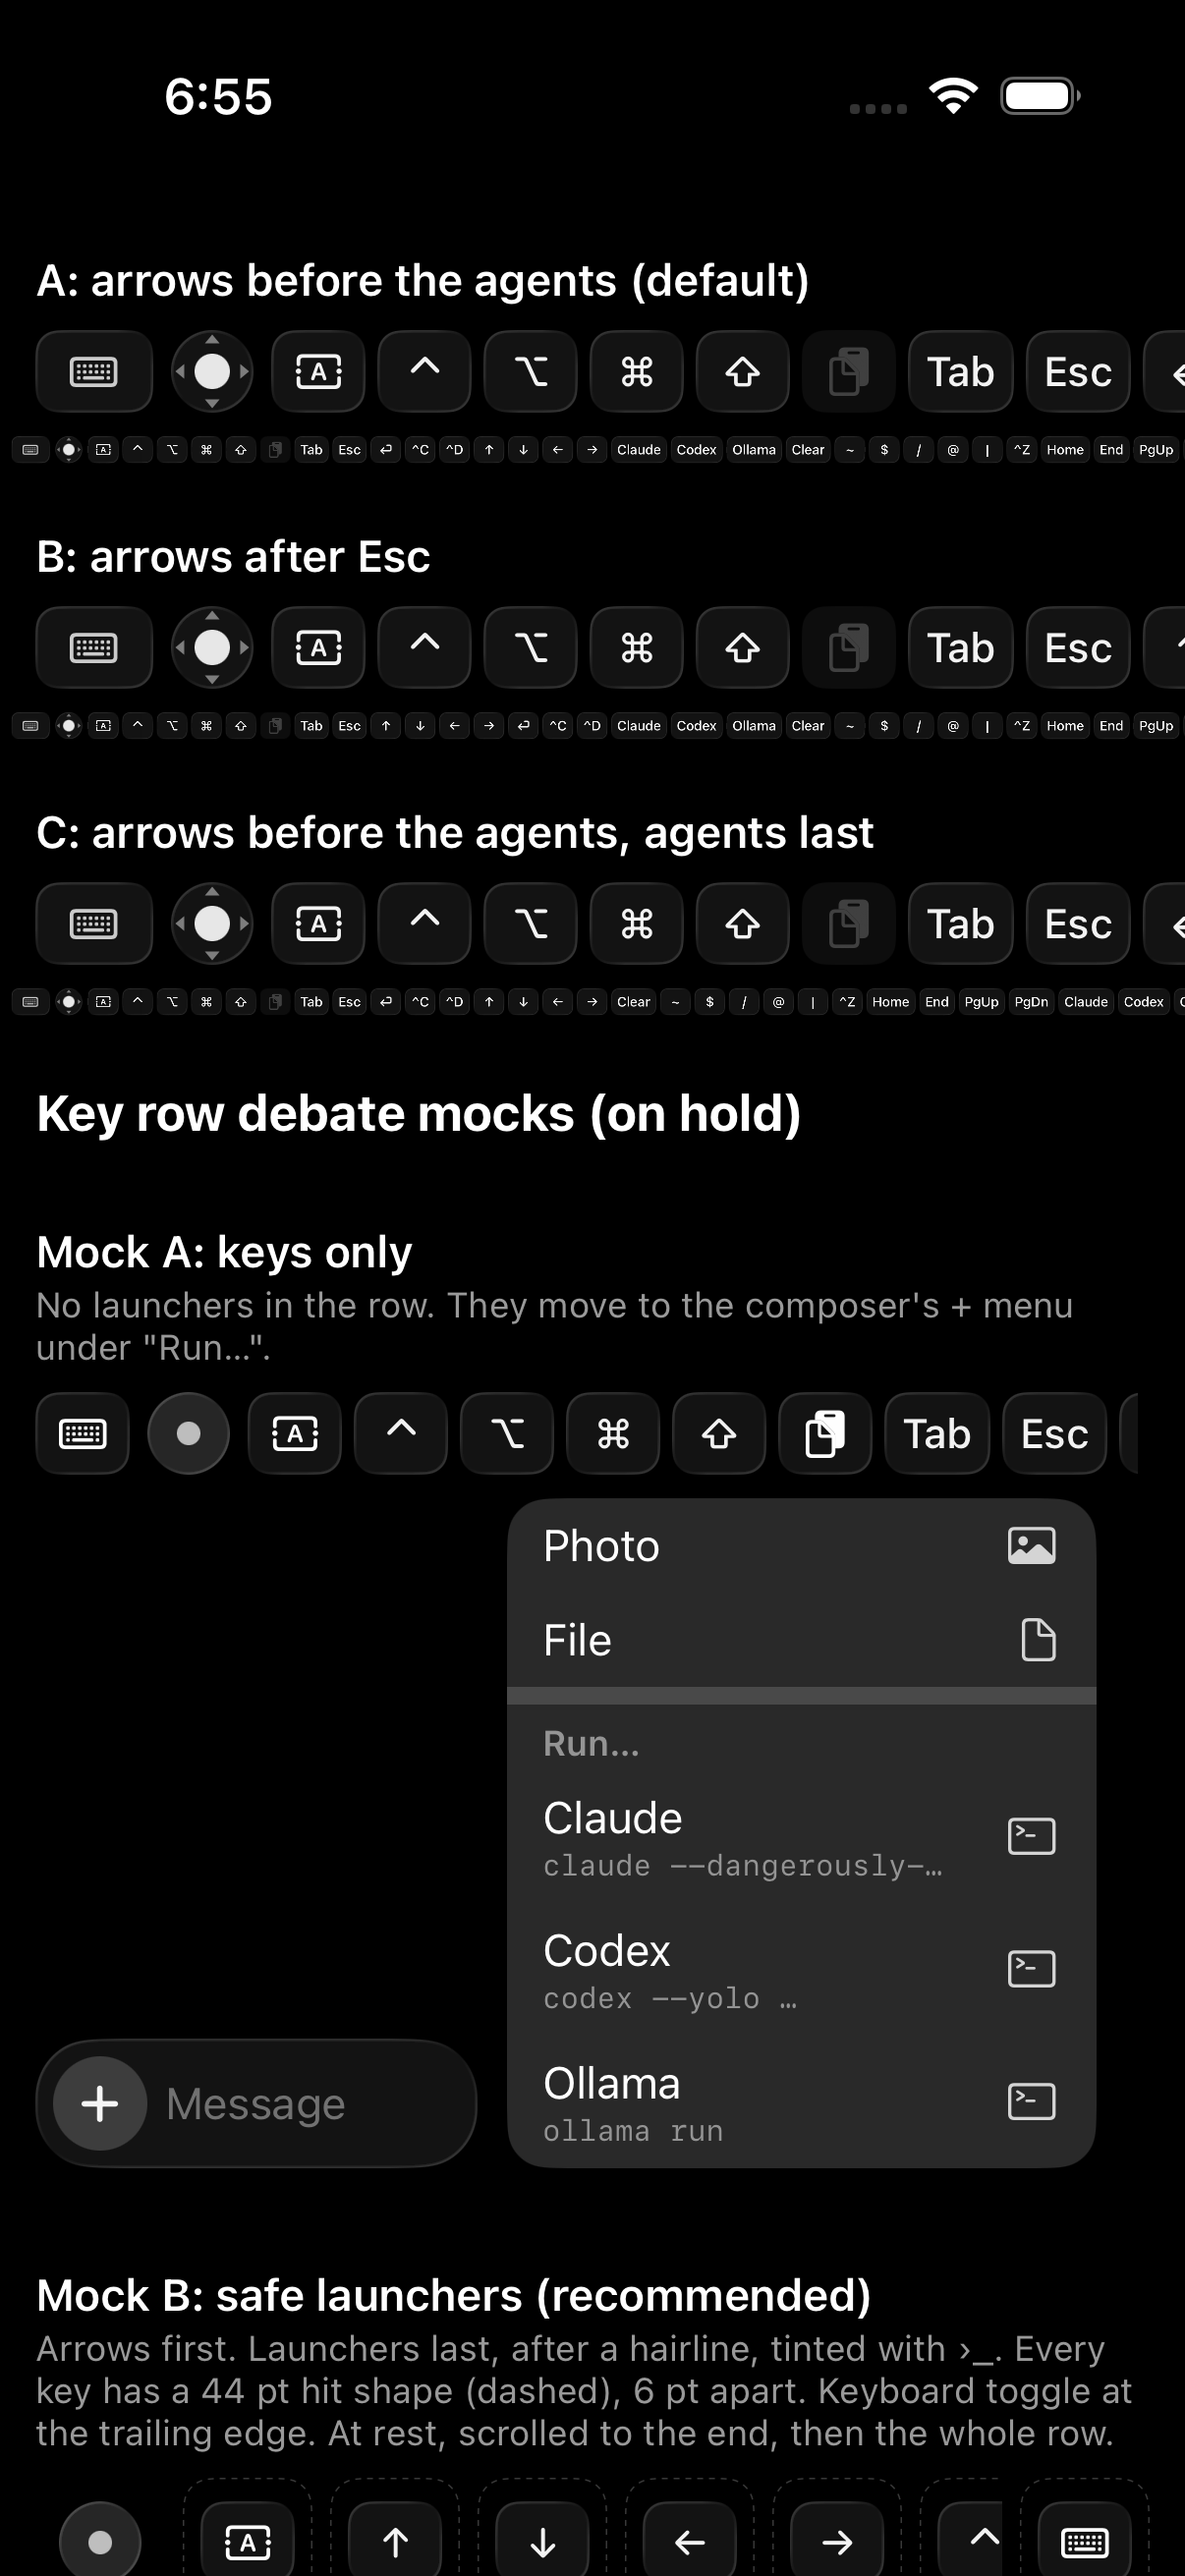 6:55
A: arrows before the agents (default)
A ^ ⌥ ⌘ ⇧ Tab Esc
A ^ ⌥ ⌘ ⇧ Tab Esc ⏎ ^C ^D ↑ ↓ ← → Claude Codex Ollama Clear ~ $ / @ | ^Z Home End PgUp
B: arrows after Esc
A ^ ⌥ ⌘ ⇧ Tab Esc
A ^ ⌥ ⌘ ⇧ Tab Esc ↑ ↓ ← → ⏎ ^C ^D Claude Codex Ollama Clear ~ $ / @ | ^Z Home End PgUp
C: arrows before the agents, agents last
A ^ ⌥ ⌘ ⇧ Tab Esc
A ^ ⌥ ⌘ ⇧ Tab Esc ⏎ ^C ^D ↑ ↓ ← → Clear ~ $ / @ | ^Z Home End PgUp PgDn Claude Codex
Key row debate mocks (on hold)
Mock A: keys only
No launchers in the row. They move to the composer's + menu
under "Run...".
A ^ ⌥ ⌘ ⇧ Tab Esc
Photo
File
Run...
Claude
claude --dangerously-…
Codex
codex --yolo …
Ollama
ollama run
+ Message
Mock B: safe launchers (recommended)
Arrows first. Launchers last, after a hairline, tinted with ›_. Every
key has a 44 pt hit shape (dashed), 6 pt apart. Keyboard toggle at
the trailing edge. At rest, scrolled to the end, then the whole row.
A ↑ ↓ ← → ^